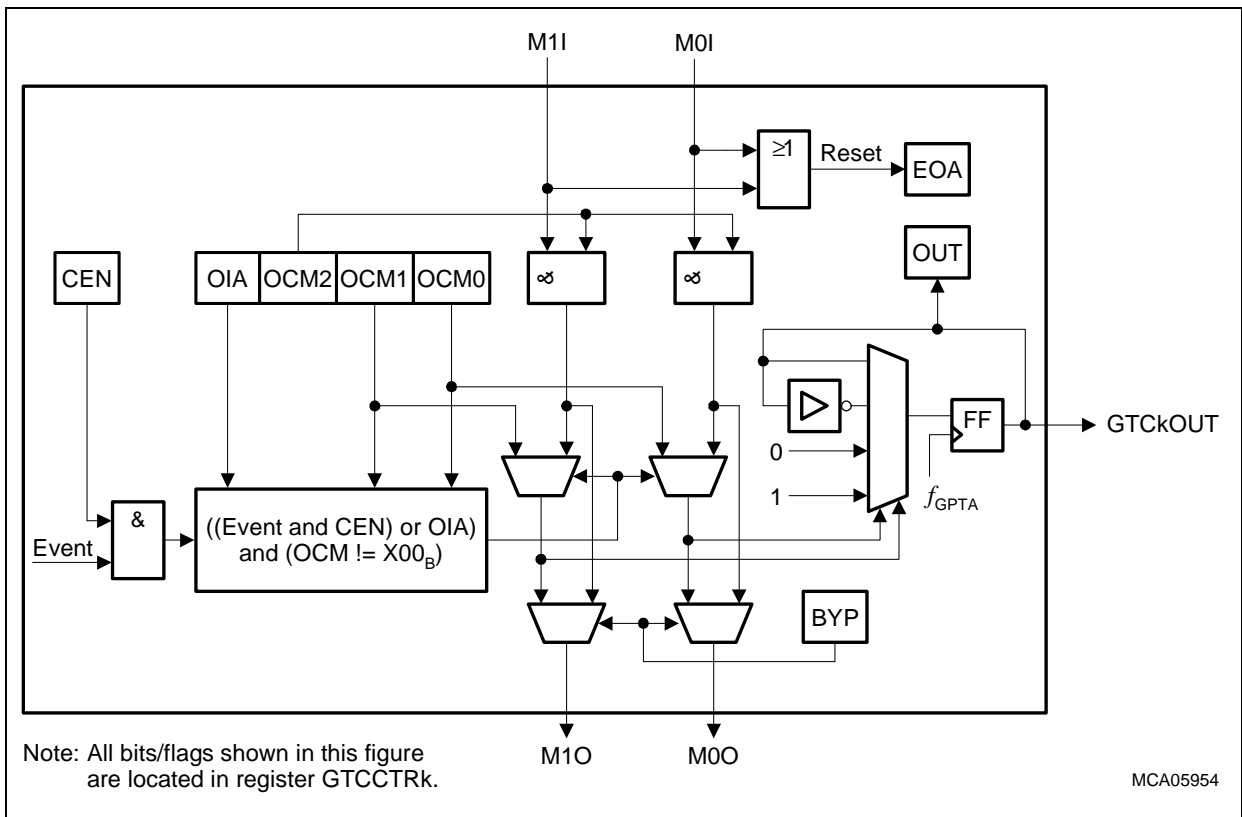 M1I M0I
≥1 Reset EOA
OUT
CEN OIA OCM2 OCM1 OCM0 & &
FF GTCkOUT
0
1 fGPTA
& ((Event and CEN) or OIA)
Event and (OCM != X00B)
BYP
Note: All bits/flags shown in this figure M1O M0O
are located in register GTCCTRk.
MCA05954